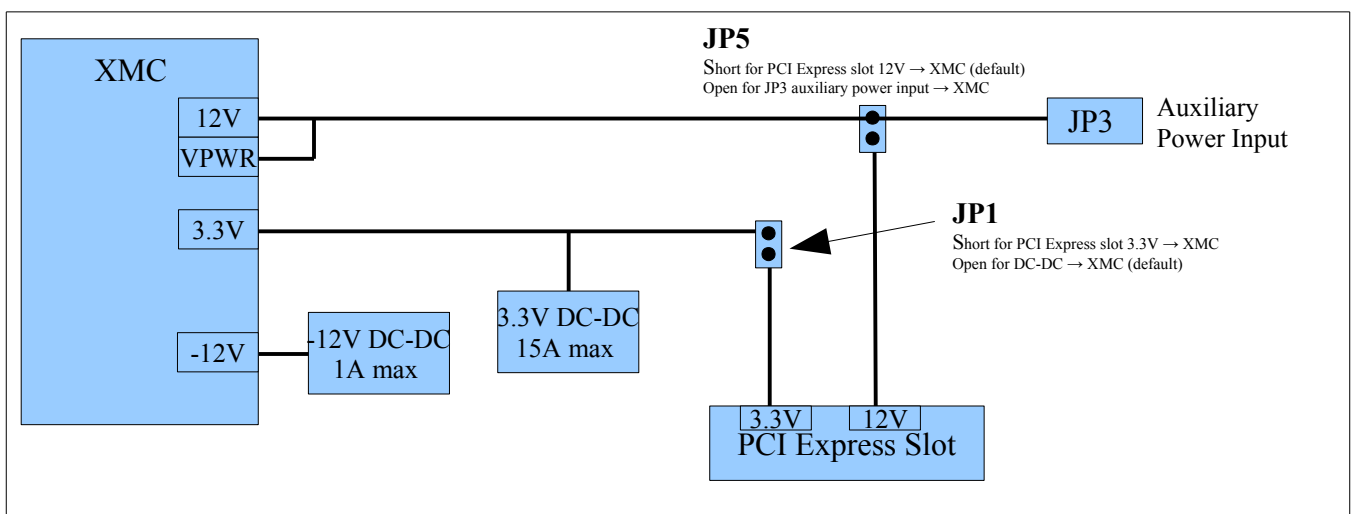 JP5
Short for PCI Express slot 12V → XMC (default)
Open for JP3 auxiliary power input → XMC
XMC
12V
JP3
Auxiliary
Power Input
VPWR
3.3V
JP1
Short for PCI Express slot 3.3V → XMC
Open for DC-DC → XMC (default)
-12V
-12V DC-DC
1A max
3.3V DC-DC
15A max
3.3V
12V
PCI Express Slot